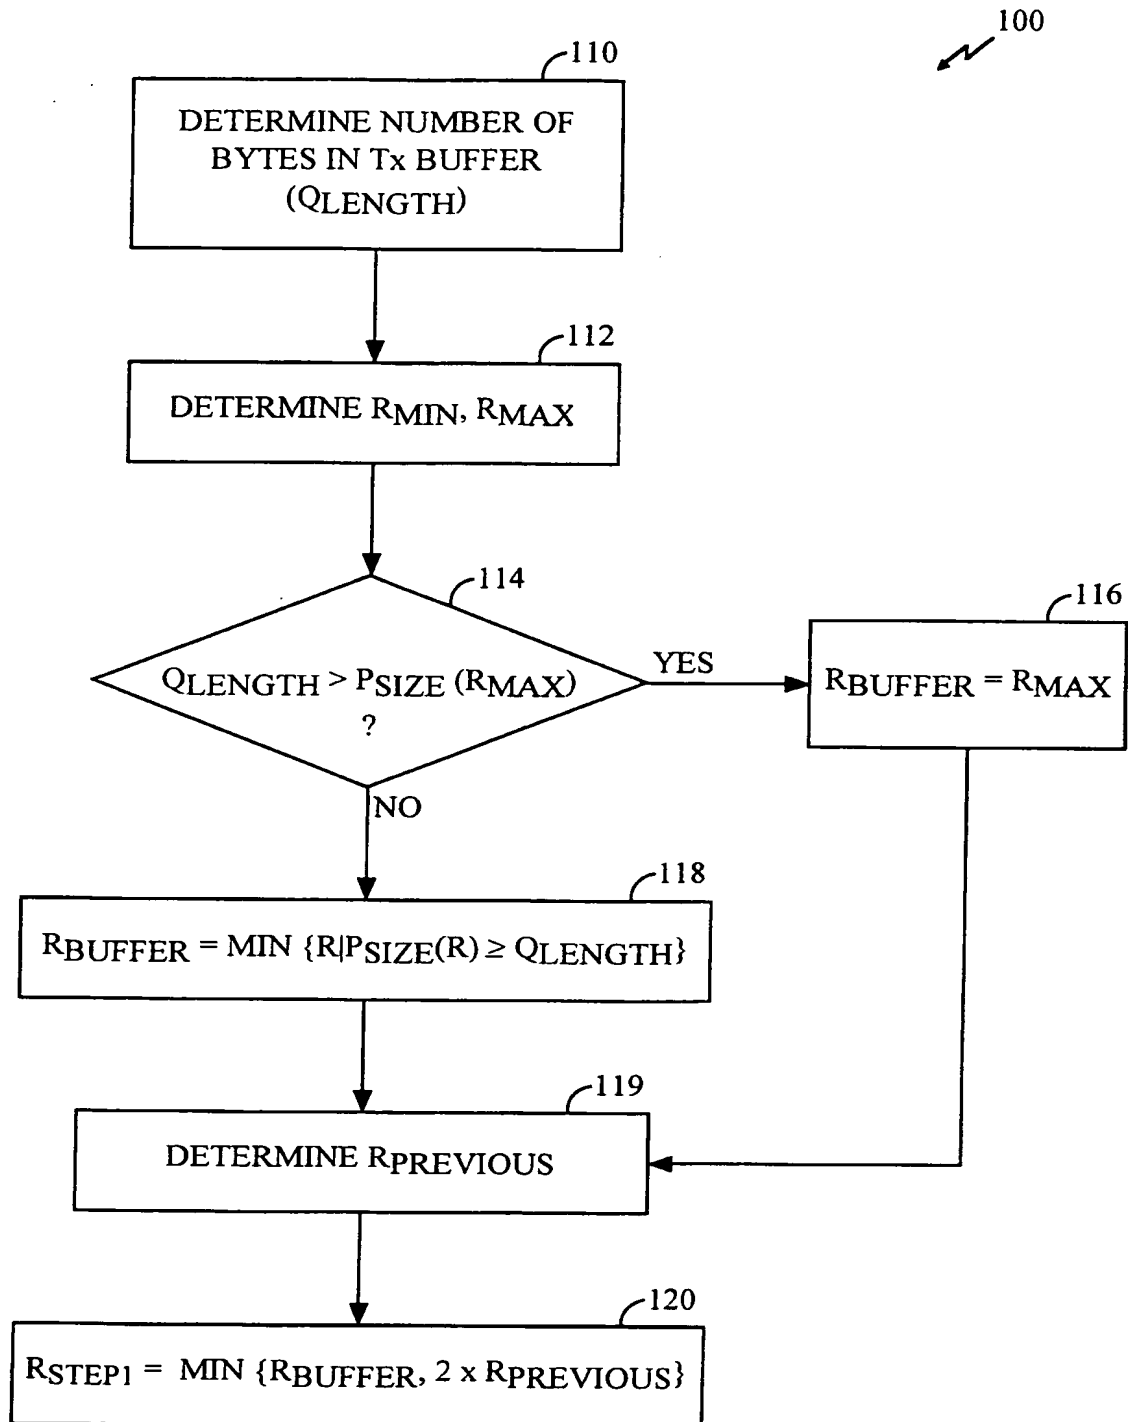 100
110
DETERMINE NUMBER OF
BYTES IN Tx BUFFER
(QLENGTH)
112
DETERMINE RMIN, RMAX
114
QLENGTH > PSIZE (RMAX)
?
YES
116
RBUFFER = RMAX
NO
118
RBUFFER = MIN {R|PSIZE(R) ≥ QLENGTH}
119
DETERMINE RPREVIOUS
120
RSTEP1 = MIN {RBUFFER, 2 x RPREVIOUS}